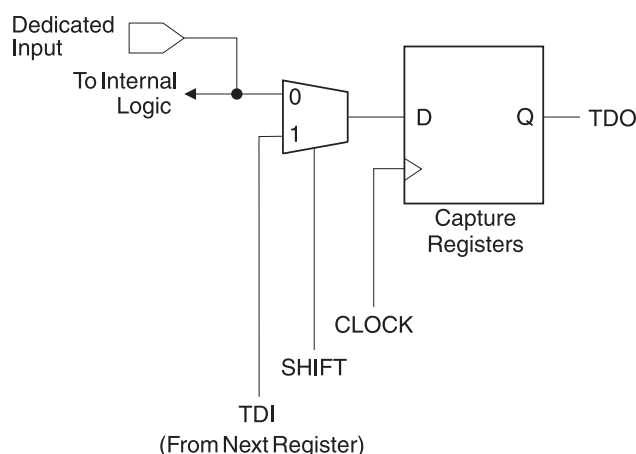 Dedicated
Input
To Internal
Logic
0
1
D
Q
TDO
Capture
Registers
CLOCK
SHIFT
TDI
(From Next Register)